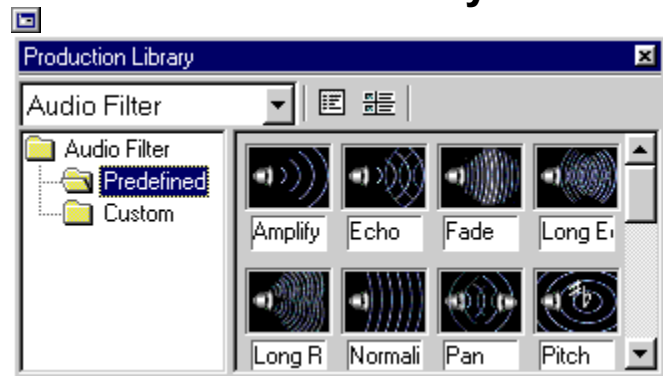 Production Library
Audio Filter
Audio Filter
Predefined
Custom
Amplify Echo Fade Long E
Long R Normali Pan Pitch